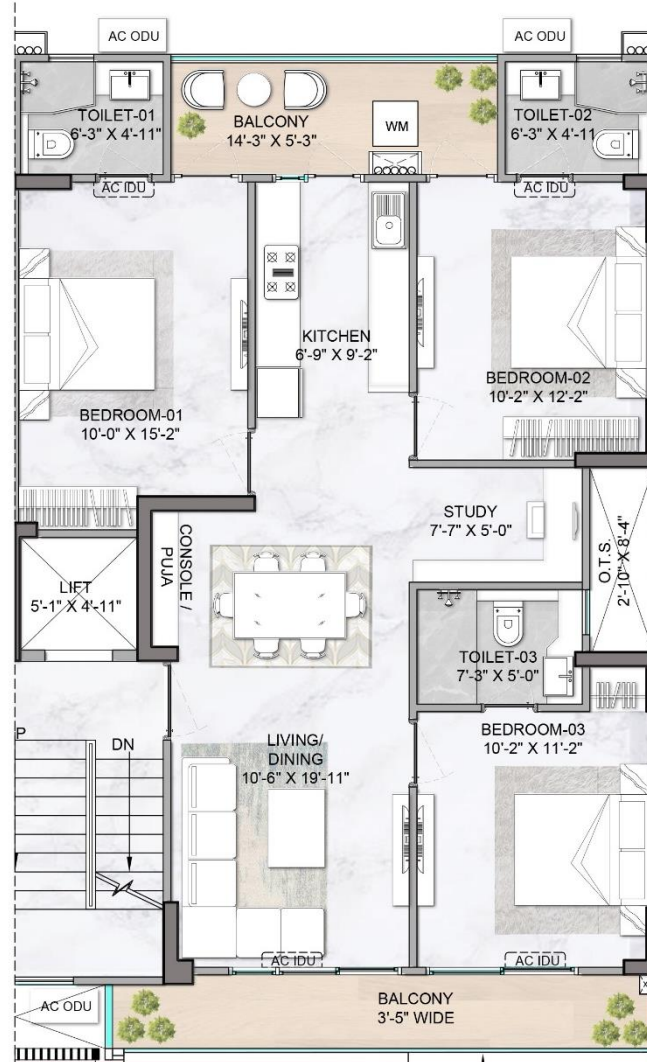 AC ODU
AC ODU
TOILET-01
6'-3" X 4'-11"
BALCONY
14'-3" X 5'-3"
WM
TOILET-02
6'-3" X 4'-11
AC IDU
AC IDU
KITCHEN
6'-9" X 9'-2"
BEDROOM-01
10'-0" X 15'-2"
BEDROOM-02
10'-2" X 12'-2"
STUDY
7'-7" X 5'-0"
CONSOLE /
PUJA
O.T.S.
2'-10" X 8'-4"
LIFT
5'-1" X 4'-11"
TOILET-03
7'-3" X 5'-0"
P
DN
LIVING/
DINING
10'-6" X 19'-11"
BEDROOM-03
10'-2" X 11'-2"
AC IDU
AC IDU
AC ODU
BALCONY
3'-5" WIDE